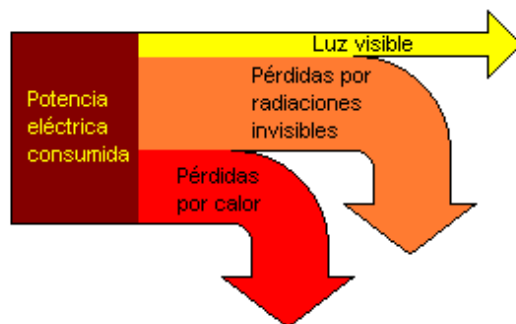 Luz visible
Potencia
eléctrica
consumida
Pérdidas por
radiaciones
invisibles
Pérdidas
por calor